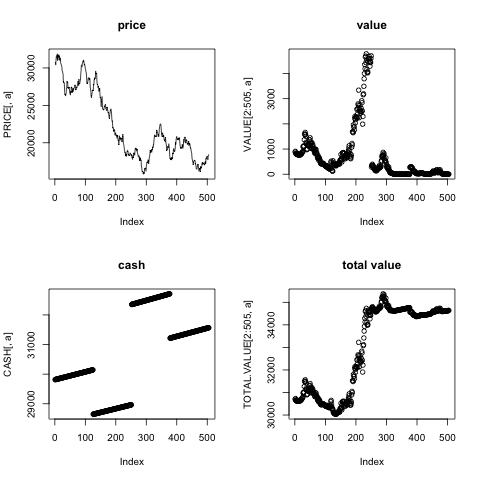 price
PRICE[, a]
20000 25000 30000
0 100 200 300 400 500
Index
value
VALUE[2:505, a]
0 1000 3000
0 100 200 300 400 500
Index
cash
CASH[, a]
29000 31000
0 100 200 300 400 500
Index
total value
TOTAL.VALUE[2:505, a]
30000 32000 34000
0 100 200 300 400 500
Index